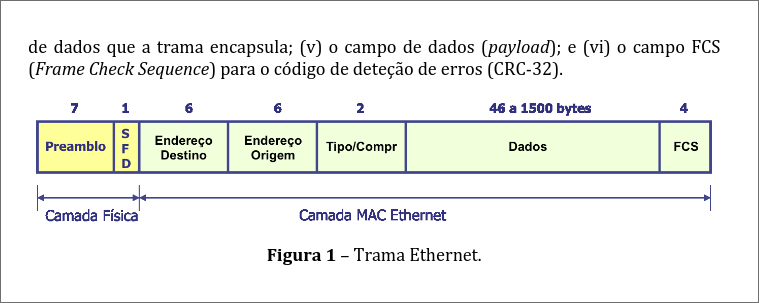 de dados que a trama encapsula; (v) o campo de dados (payload); e (vi) o campo FCS
(Frame Check Sequence) para o código de deteção de erros (CRC-32).
7 1 6 6 2 46 a 1500 bytes 4
Preamblo
S
F
D
Endereço
Destino
Endereço
Origem
Tipo/Compr
Dados
FCS
Camada Física
Camada MAC Ethernet
Figura 1 – Trama Ethernet.